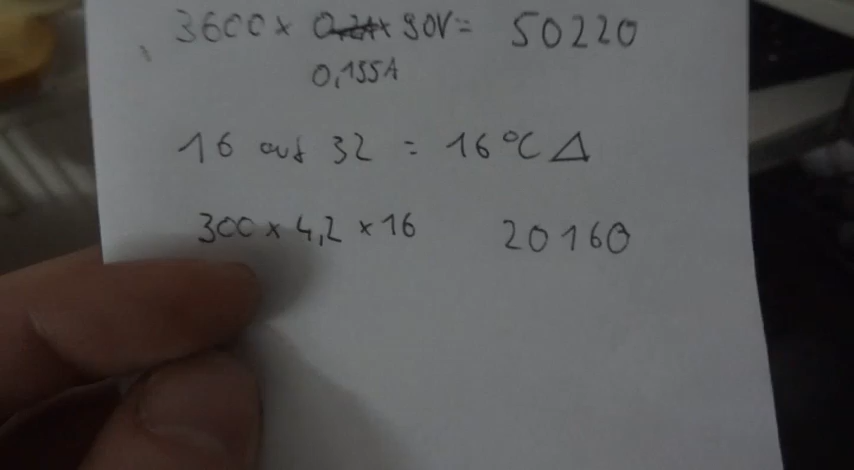 3600 x 90V = 50220
0,155A
16 auf 32 = 16°C Δ
300 x 4,2 x 16 20160